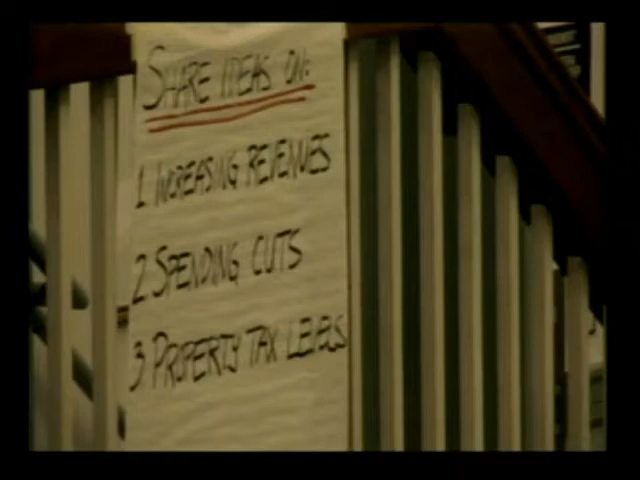 SHARE IDEAS ON:
1 INCREASING REVENUES
2 SPENDING CUTS
3 PROPERTY TAX LEVELS